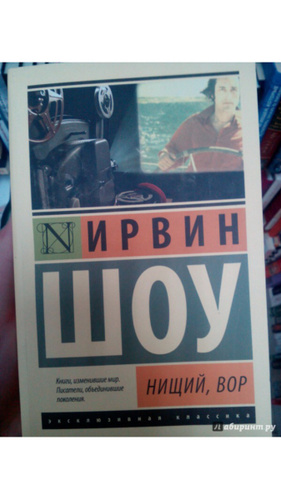 N ИРВИН
ШОУ
Книги, изменившие мир.
Писатели, объединившие
поколения.
НИЩИЙ, ВОР
эксклюзивная классика
Лабиринт.ру